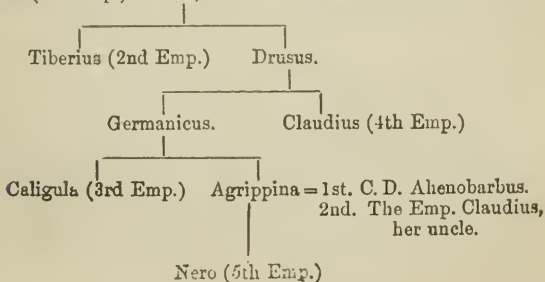 Tiberius (2nd Emp.) Drusus.
Germanicus. Claudius (4th Emp.)
Caligula (3rd Emp.) Agrippina = 1st. C. D. Ahenobarbus.
2nd. The Emp. Claudius,
her uncle.
Nero (5th Emp.)